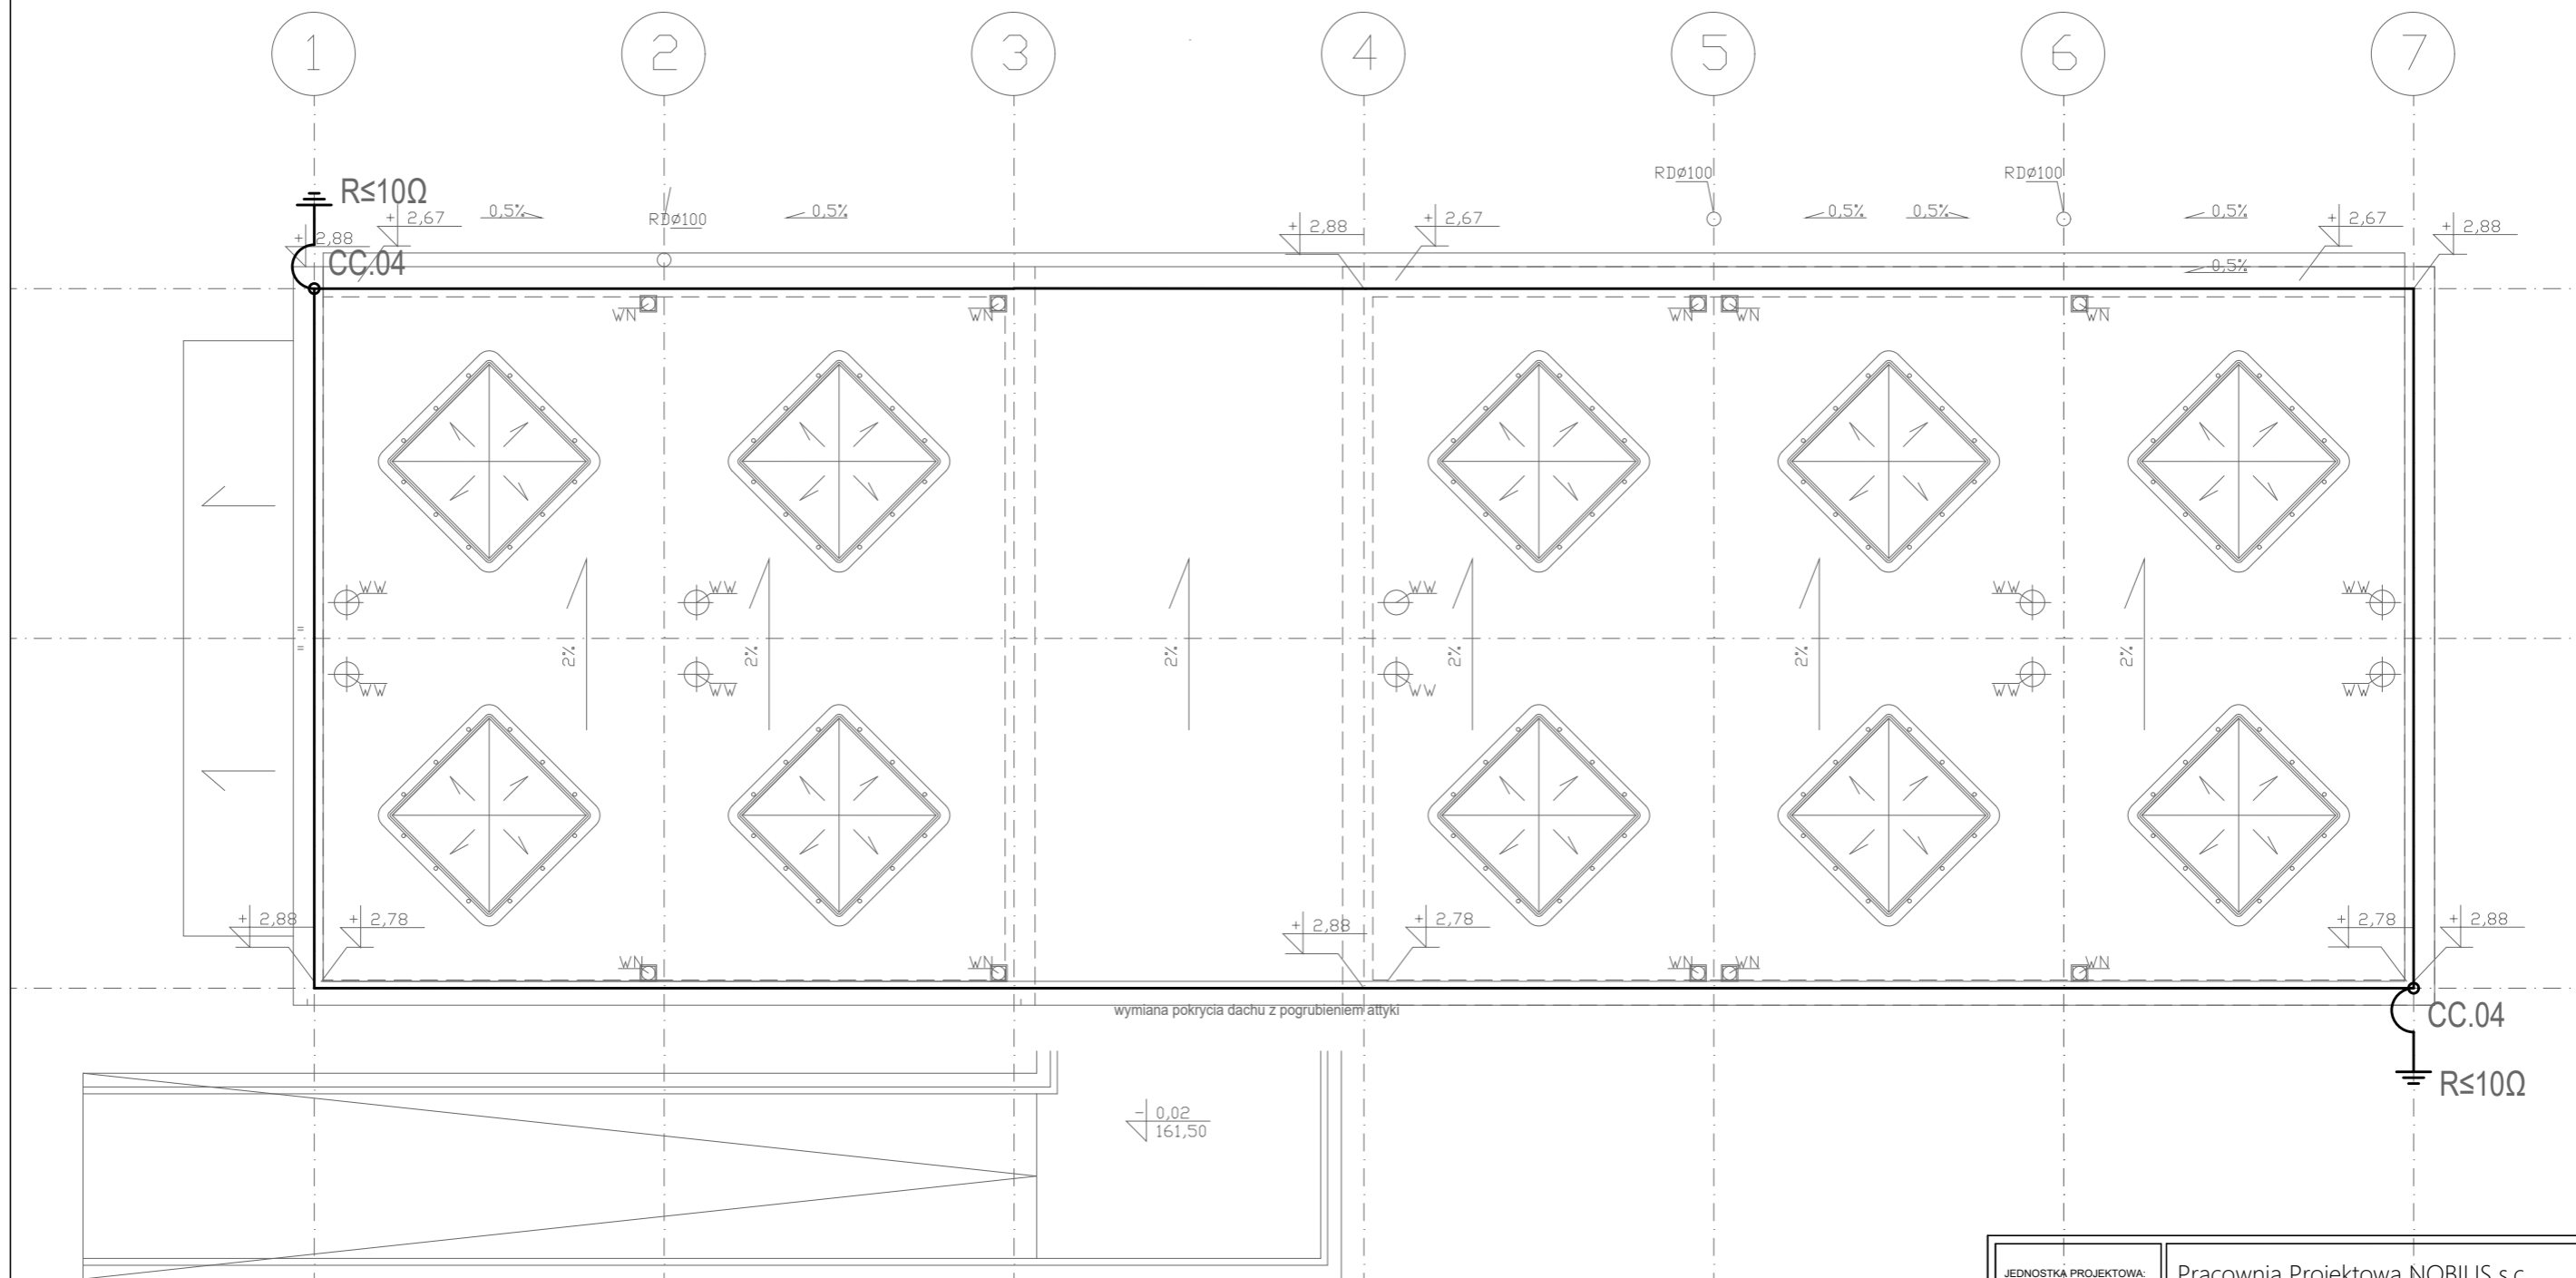 1 2 3 4 5 6 7
RDø100 RDø100
R≤10Ω
+ 2,67 0,5% RDø100 0,5% + 2,88 + 2,67 0,5% 0,5% 0,5% + 2,67 + 2,88
+ 2,88
CC.04 0,5%
WN WN WN WN WN
WW WW WW WW WW
2% 2% 2% 2% 2% 2%
WW WW WW WW WW
+ 2,88 + 2,78 + 2,88 + 2,78 + 2,78 + 2,88
WN WN WN WN WN
wymiana pokrycia dachu z pogrubieniem attyki
CC.04
R≤10Ω
- 0,02
161,50
JEDNOSTKA PROJEKTOWA: Pracownia Projektowa NOBILIS s.c.